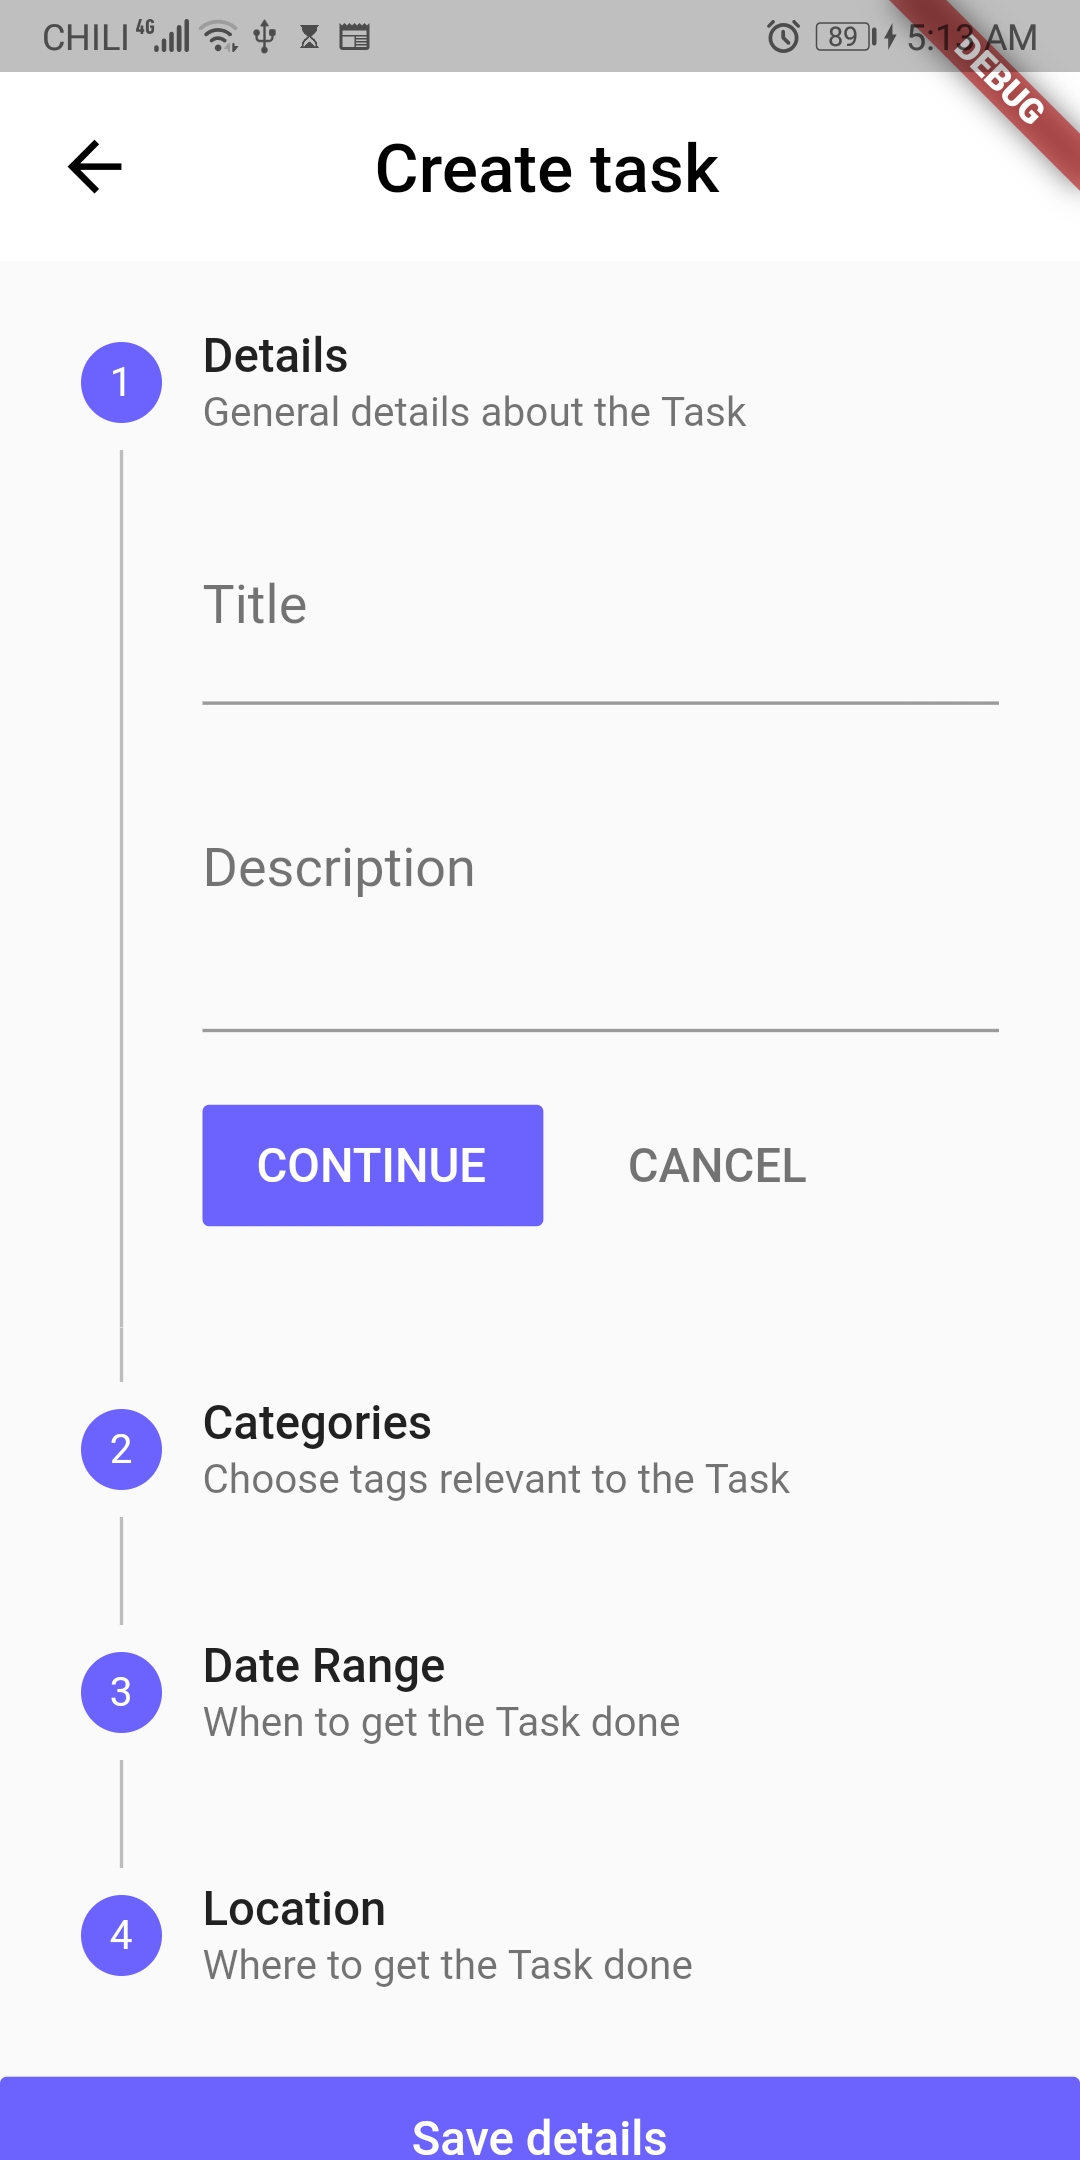 CHILI 4G 89 5:13 AM
DEBUG
Create task
1 Details
General details about the Task
Title
Description
CONTINUE CANCEL
2 Categories
Choose tags relevant to the Task
3 Date Range
When to get the Task done
4 Location
Where to get the Task done
Save details